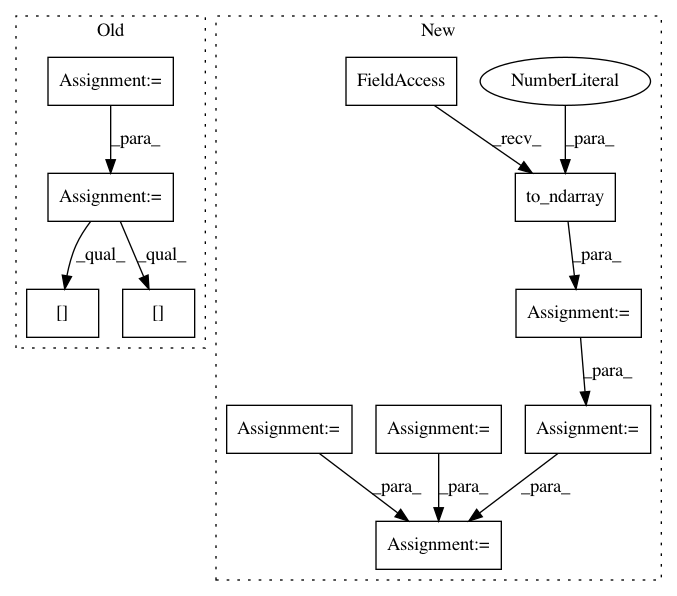 Old
New
Assignment:=
FieldAccess
NumberLiteral
_para_
_recv_
_para_
Assignment:=
to_ndarray
_qual_
_qual_
_para_
[]
[]
Assignment:=
_para_
Assignment:=
Assignment:=
Assignment:=
_para_
_para_
_para_
Assignment:=